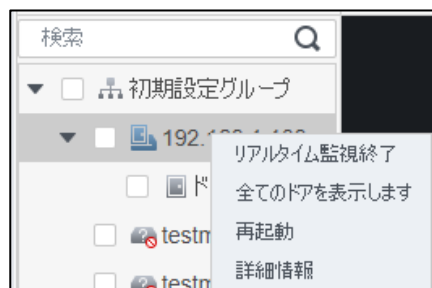 検索
初期設定グループ
192.
リアルタイム監視終了
全てのドアを表示します
再起動
testm
詳細情報
testm